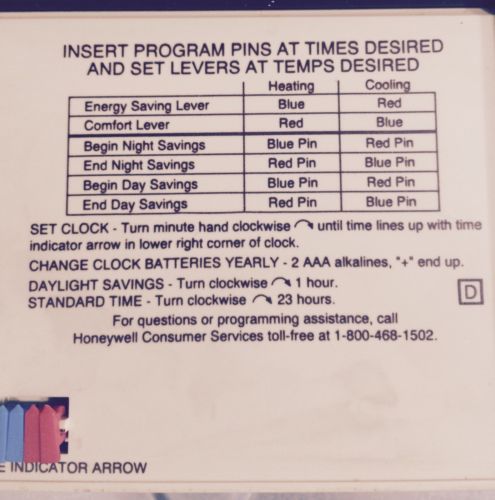 INSERT PROGRAM PINS AT TIMES DESIRED
AND SET LEVERS AT TEMPS DESIRED
Heating Cooling
Energy Saving Lever Blue Red
Comfort Lever Red Blue
Begin Night Savings Blue Pin Red Pin
End Night Savings Red Pin Blue Pin
Begin Day Savings Blue Pin Red Pin
End Day Savings Red Pin Blue Pin
SET CLOCK - Turn minute hand clockwise until time lines up with time
indicator arrow in lower right corner of clock.
CHANGE CLOCK BATTERIES YEARLY - 2 AAA alkalines, "+" end up.
DAYLIGHT SAVINGS - Turn clockwise 1 hour.
STANDARD TIME - Turn clockwise 23 hours.
D
For questions or programming assistance, call
Honeywell Consumer Services toll-free at 1-800-468-1502.
E INDICATOR ARROW